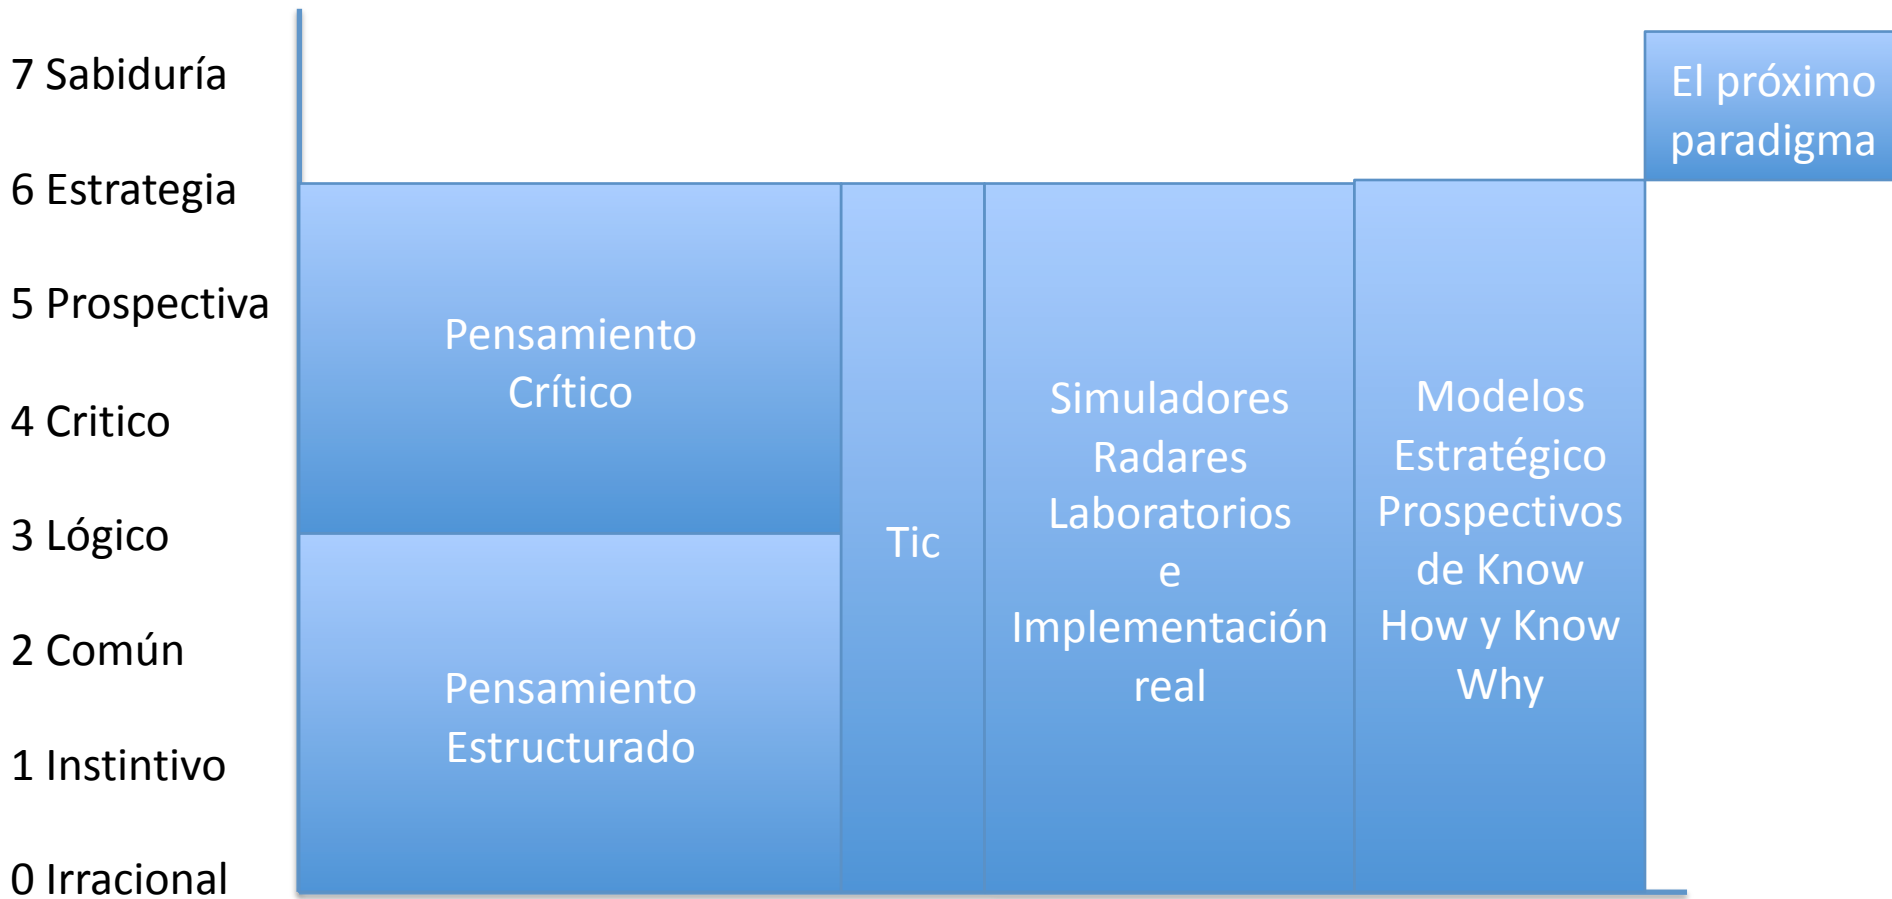 7 Sabiduría
6 Estrategia
5 Prospectiva
4 Critico
3 Lógico
2 Común
1 Instintivo
0 Irracional
Pensamiento
Crítico
Pensamiento
Estructurado
Tic
Simuladores
Radares
Laboratorios
e
Implementación
real
Modelos
Estratégico
Prospectivos
de Know
How y Know
Why
El próximo
paradigma